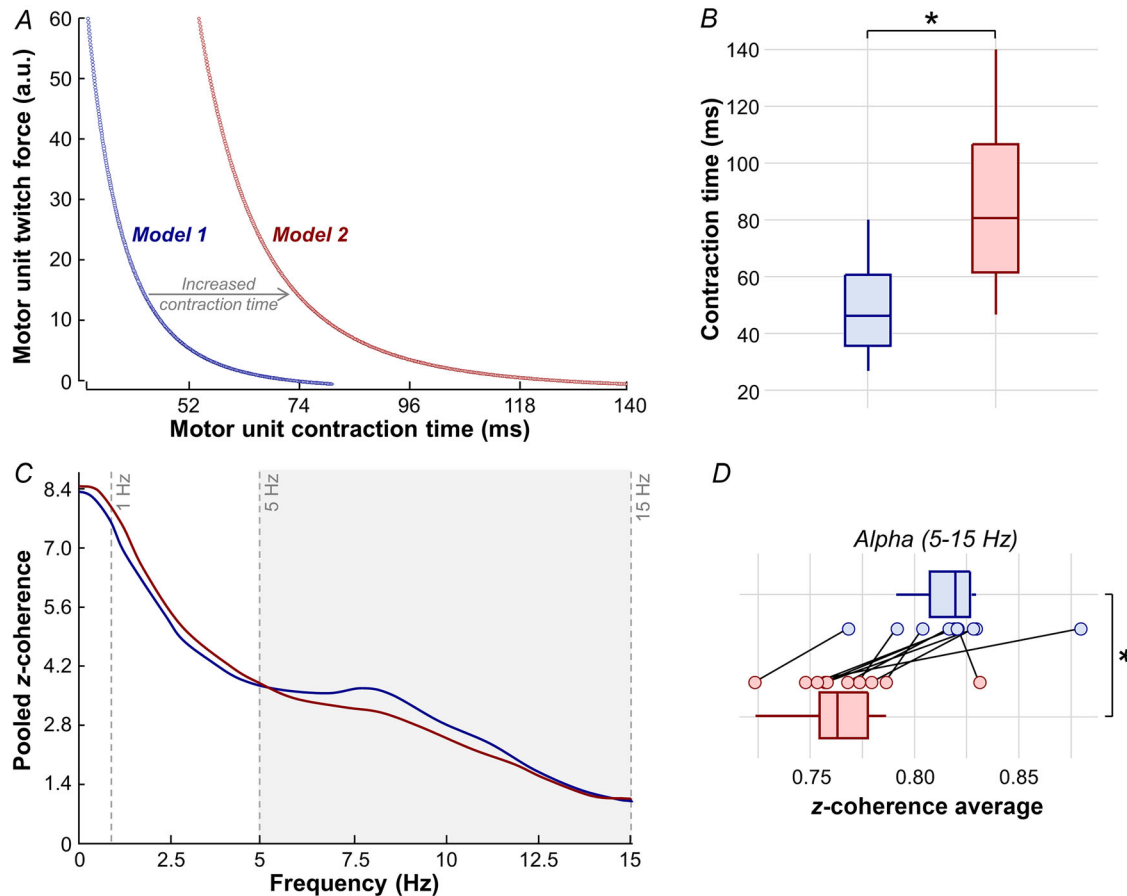 A
Motor unit twitch force (a.u.)
60
50
40
30
20
10
0
Model 1
Model 2
Increased
contraction time
52
74
96
118
140
Motor unit contraction time (ms)
B
*
Contraction time (ms)
140
120
100
80
60
40
20
C
Pooled z-coherence
8.4
7.0
5.6
4.2
2.8
1.4
0
1 Hz
5 Hz
15 Hz
0
2.5
5
7.5
10
12.5
15
Frequency (Hz)
D
Alpha (5-15 Hz)
*
0.75
0.80
0.85
z-coherence average